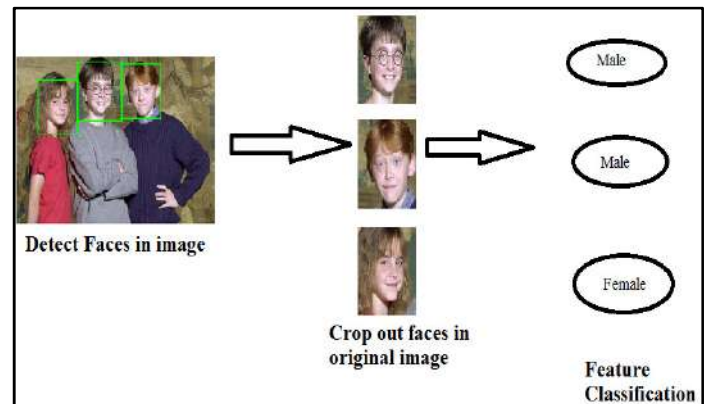 Detect Faces in image
Crop out faces in
original image
Male
Male
Female
Feature
Classification